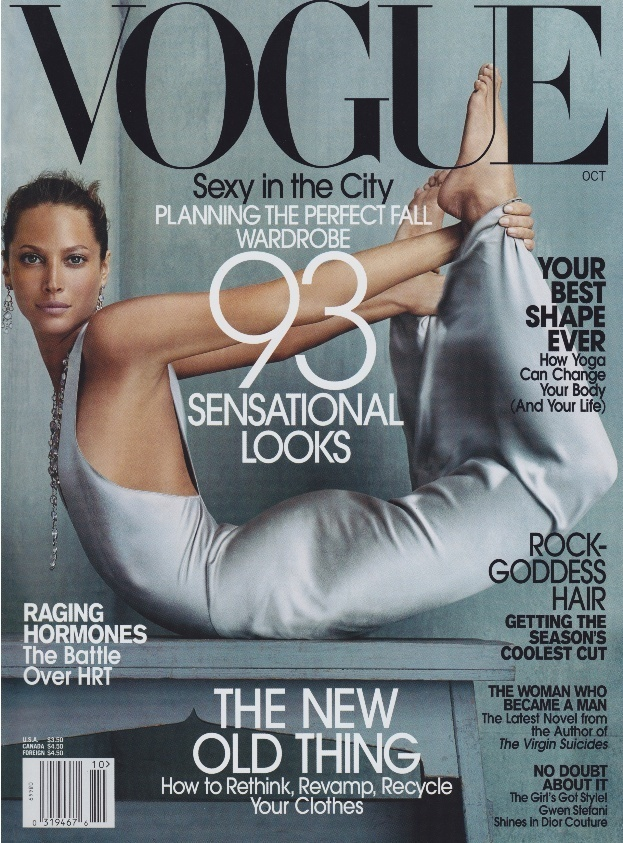 VOGUE
OCT
Sexy in the City
PLANNING THE PERFECT FALL
WARDROBE
93
SENSATIONAL
LOOKS
YOUR
BEST
SHAPE
EVER
How Yoga
Can Change
Your Body
(And Your Life)
ROCK-
GODDESS
HAIR
GETTING THE
SEASON'S
COOLEST CUT
RAGING
HORMONES
The Battle
Over HRT
THE NEW
OLD THING
How to Rethink, Revamp, Recycle
Your Clothes
THE WOMAN WHO
BECAME A MAN
The Latest Novel from
the Author of
The Virgin Suicides
NO DOUBT
ABOUT IT
The Girl's Got Style!
Gwen Stefani
Shines in Dior Couture
U.S.A. $3.50
CANADA $4.50
FOREIGN $4.50
10>
0 319467 6